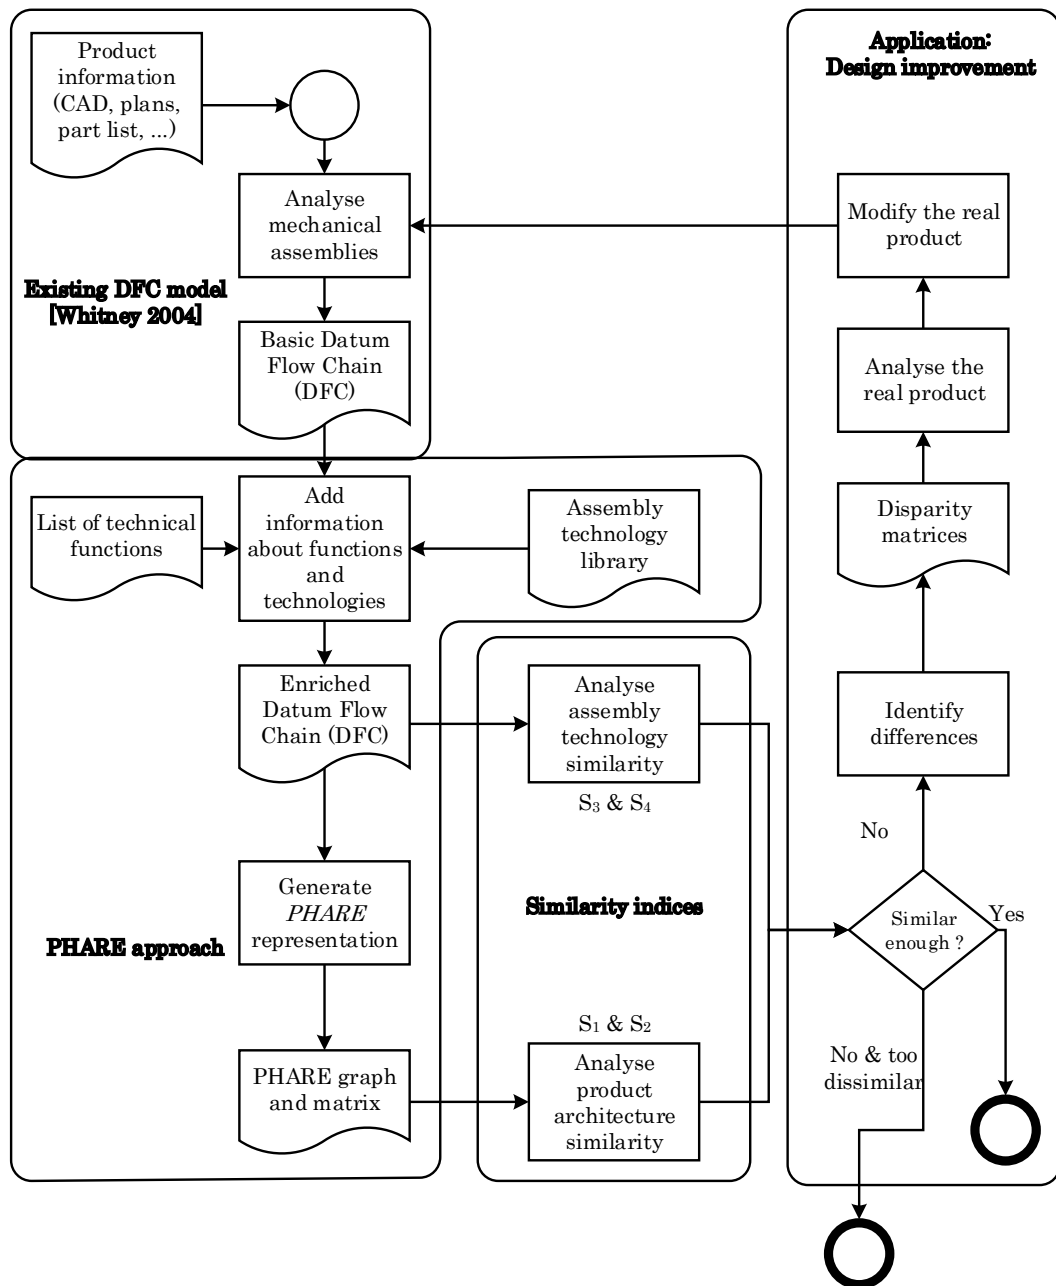 Product
information
(CAD, plans,
part list, ...)
Analyse
mechanical
assemblies
Existing DFC model
[Whitney 2004]
Basic Datum
Flow Chain
(DFC)
List of technical
functions
Add
information
about functions
and
technologies
Assembly
technology
library
Enriched
Datum Flow
Chain (DFC)
Generate
PHARE
representation
PHARE approach
PHARE graph
and matrix
Analyse
assembly
technology
similarity
S₃ & S₄
Similarity indices
S₁ & S₂
Analyse
product
architecture
similarity
Application:
Design improvement
Modify the real
product
Analyse the
real product
Disparity
matrices
Identify
differences
No
Similar
enough ?
Yes
No & too
dissimilar